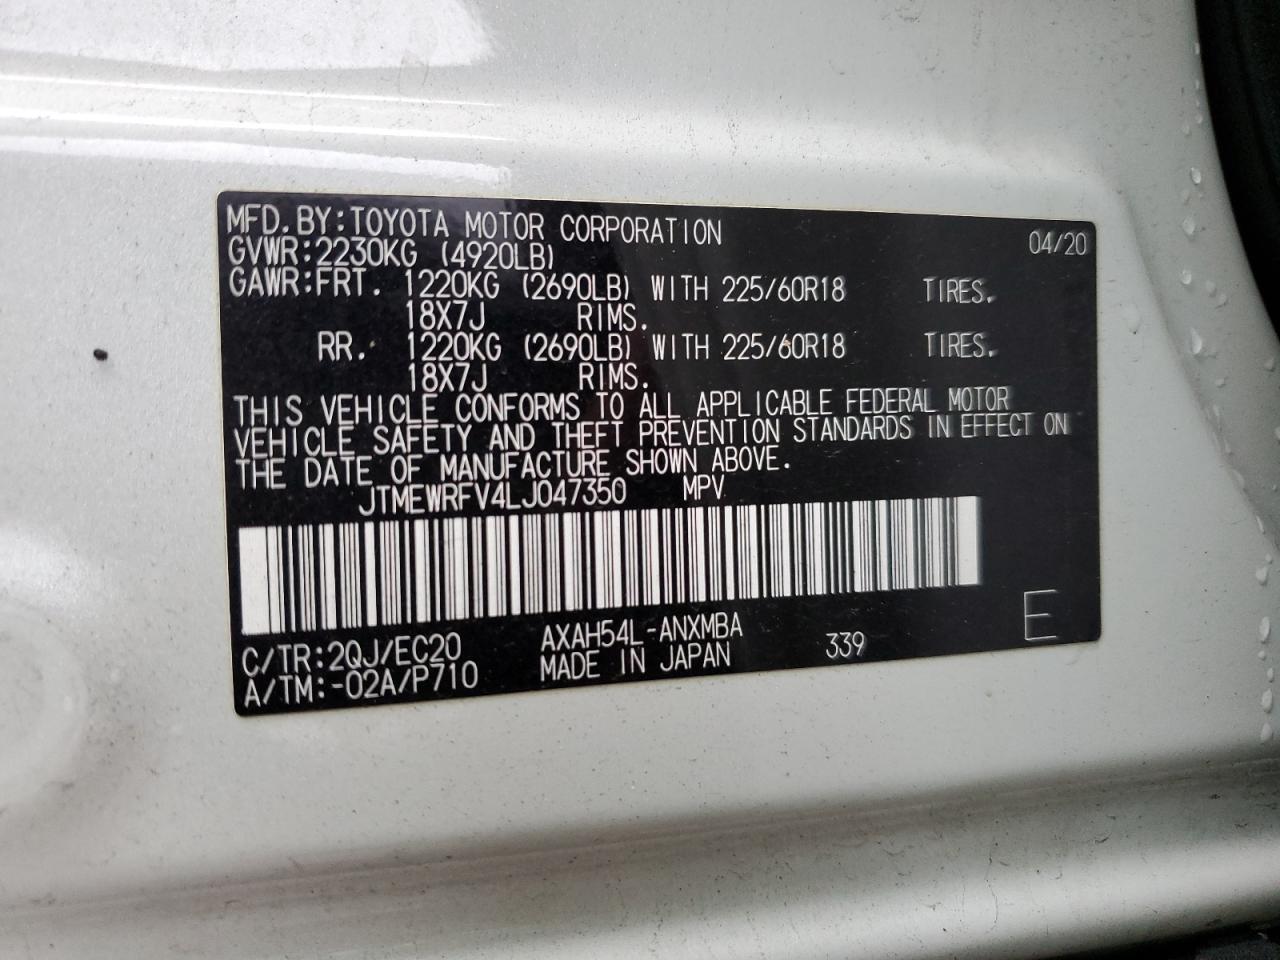 MFD.BY:TOYOTA MOTOR CORPORATION 04/20
GVWR:2230KG (4920LB)
GAWR:FRT. 1220KG (2690LB) WITH 225/60R18 TIRES,
18X7J RIMS.
RR. 1220KG (2690LB) WITH 225/60R18 TIRES,
18X7J RIMS.
THIS VEHICLE CONFORMS TO ALL APPLICABLE FEDERAL MOTOR
VEHICLE SAFETY AND THEFT PREVENTION STANDARDS IN EFFECT ON
THE DATE OF MANUFACTURE SHOWN ABOVE.
JTMEWRFV4LJ047350 MPV
C/TR:2QJ/EC20 AXAH54L-ANXMBA 339 E
A/TM:-02A/P710 MADE IN JAPAN